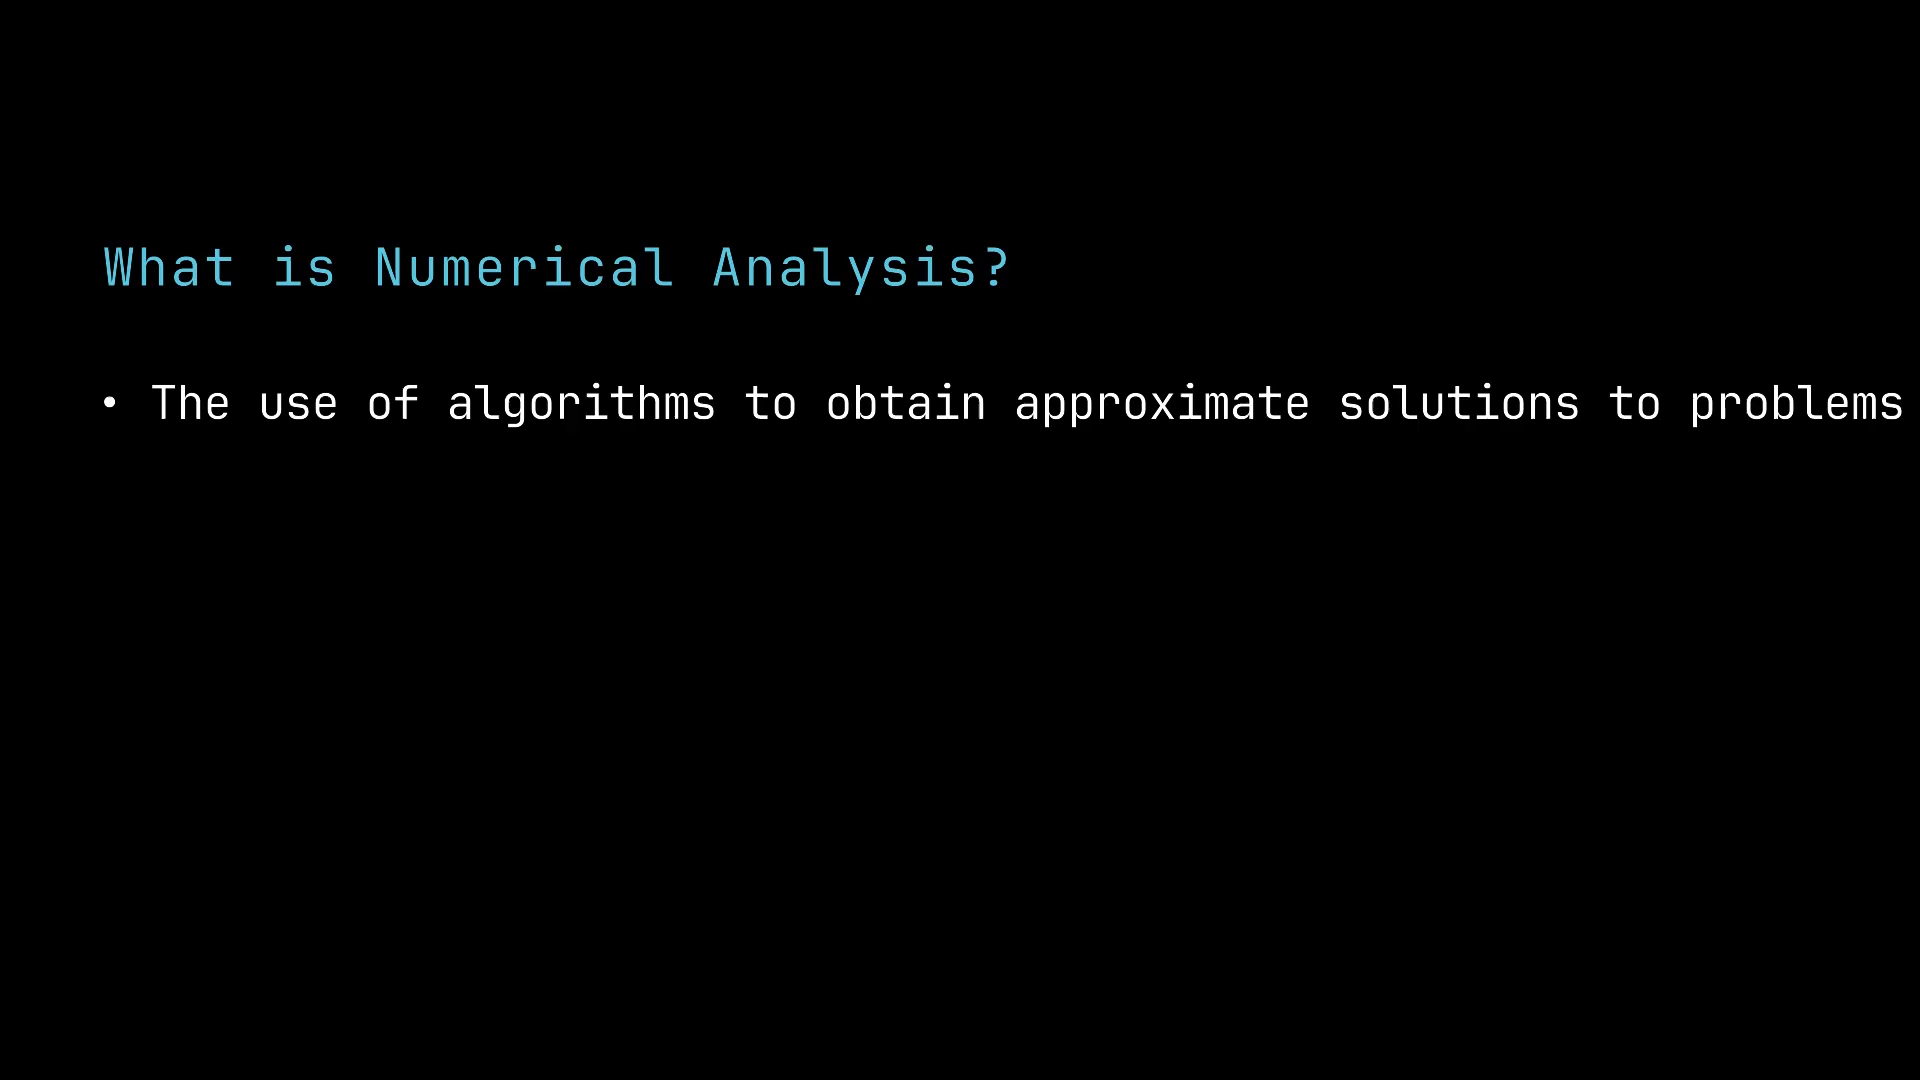 What is Numerical Analysis?
• The use of algorithms to obtain approximate solutions to problems